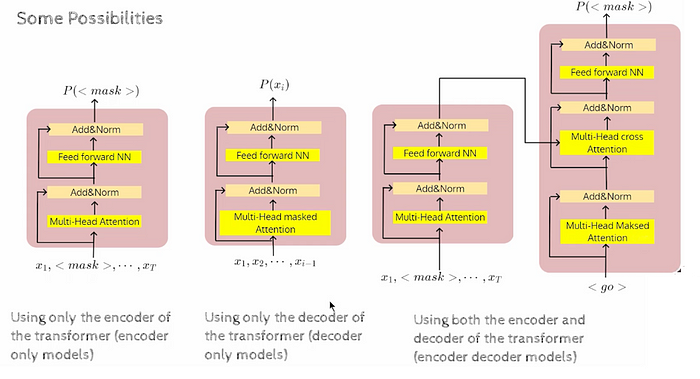 Some Possibilities
P(< mask >)
Add&Norm
Feed forward NN
Add&Norm
Multi-Head Attention
x1, < mask >, ··· , xT
Using only the encoder of
the transformer (encoder
only models)
P(xi)
Add&Norm
Feed forward NN
Add&Norm
Multi-Head masked
Attention
x1, x2, ··· , xi−1
Using only the decoder of
the transformer (decoder
only models)
Add&Norm
Feed forward NN
Add&Norm
Multi-Head Attention
x1, < mask >, ··· , xT
P(< mask >)
Add&Norm
Feed forward NN
Add&Norm
Multi-Head cross
Attention
Add&Norm
Multi-Head Maksed
Attention
< go >
Using both the encoder and
decoder of the transformer
(encoder decoder models)